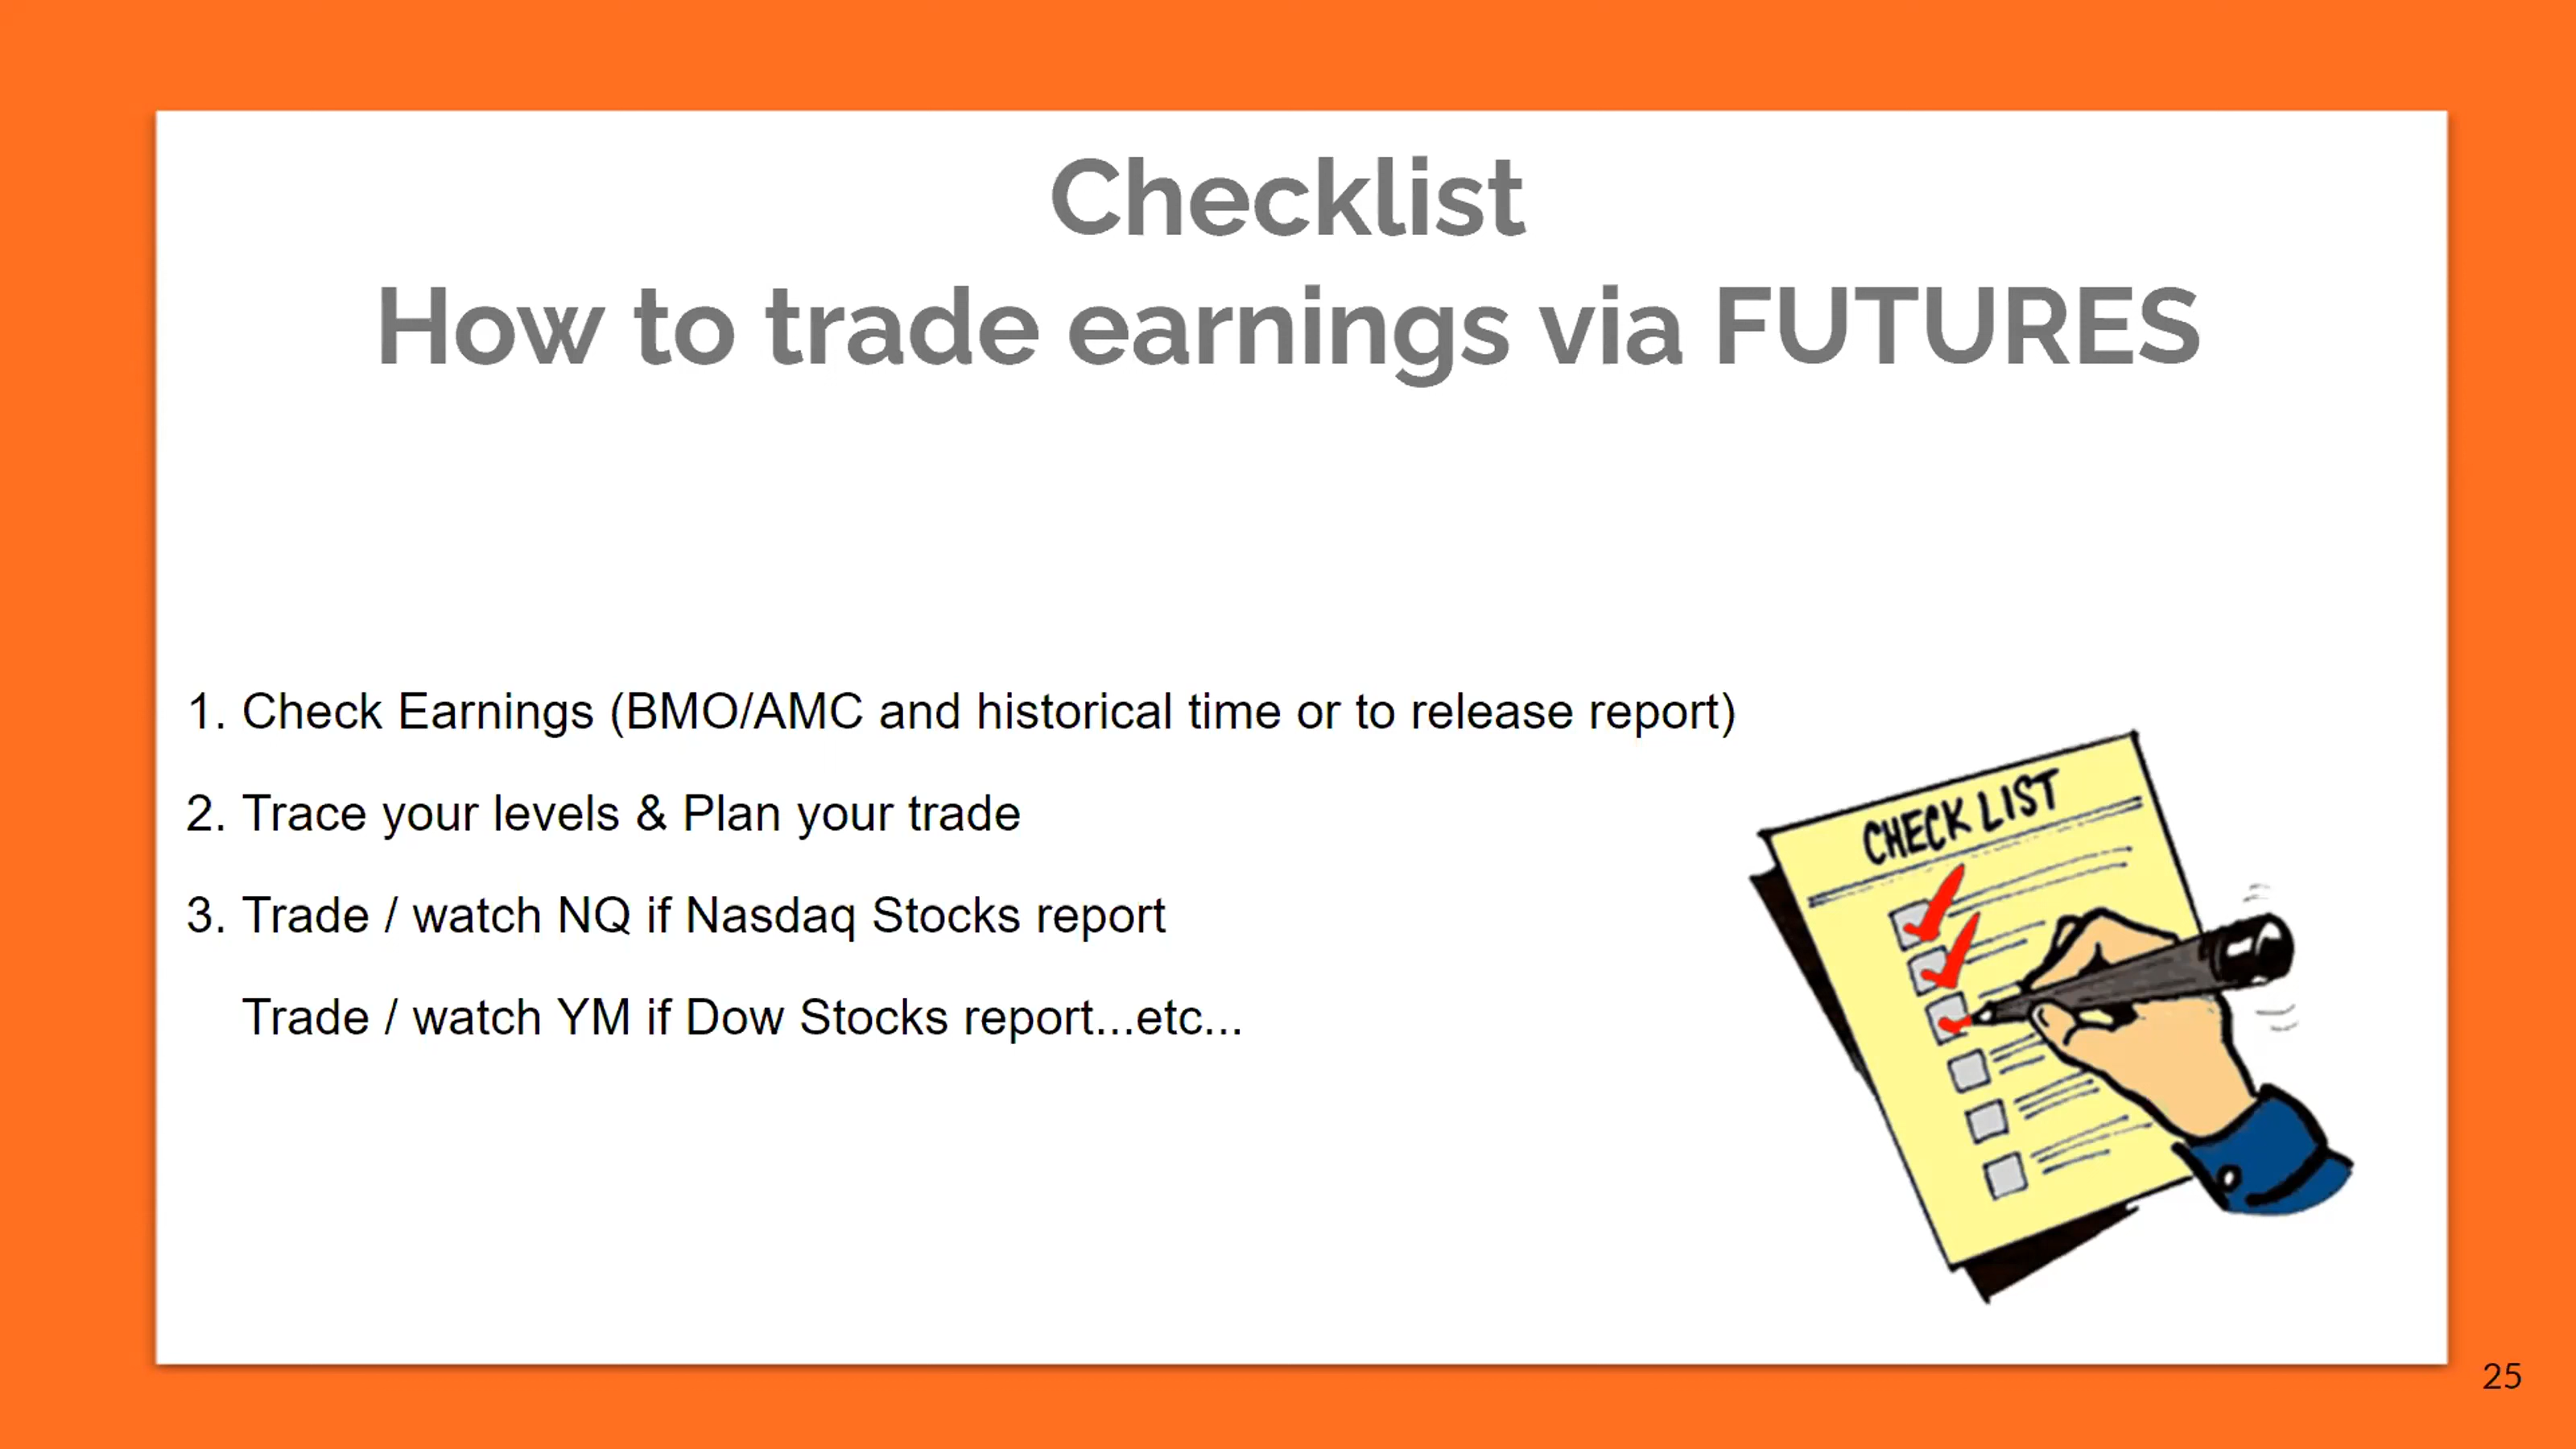 Checklist
How to trade earnings via FUTURES
1. Check Earnings (BMO/AMC and historical time or to release report)
2. Trace your levels & Plan your trade
3. Trade / watch NQ if Nasdaq Stocks report
Trade / watch YM if Dow Stocks report...etc...
CHECK LIST
25